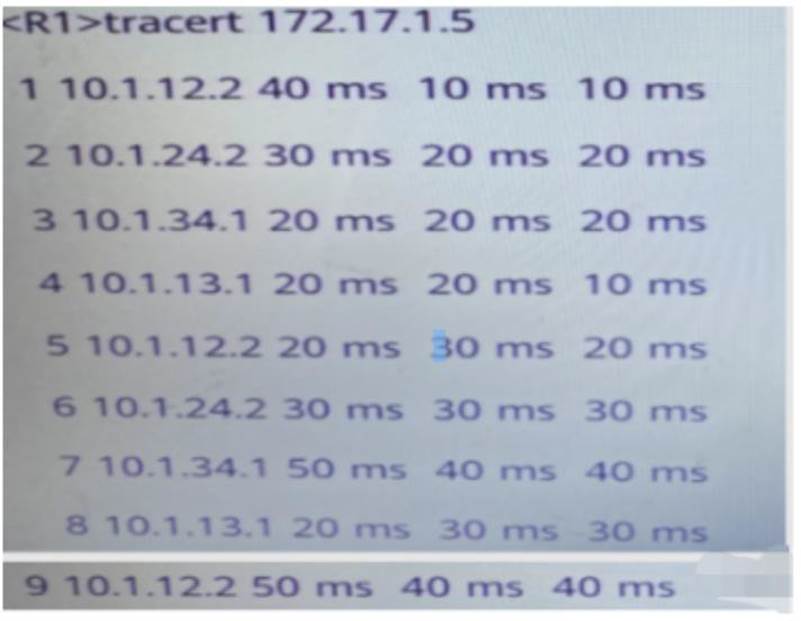 <R1>tracert 172.17.1.5
1 10.1.12.2 40 ms 10 ms 10 ms
2 10.1.24.2 30 ms 20 ms 20 ms
3 10.1.34.1 20 ms 20 ms 20 ms
4 10.1.13.1 20 ms 20 ms 10 ms
5 10.1.12.2 20 ms 30 ms 20 ms
6 10.1.24.2 30 ms 30 ms 30 ms
7 10.1.34.1 50 ms 40 ms 40 ms
8 10.1.13.1 20 ms 30 ms 30 ms
9 10.1.12.2 50 ms 40 ms 40 ms